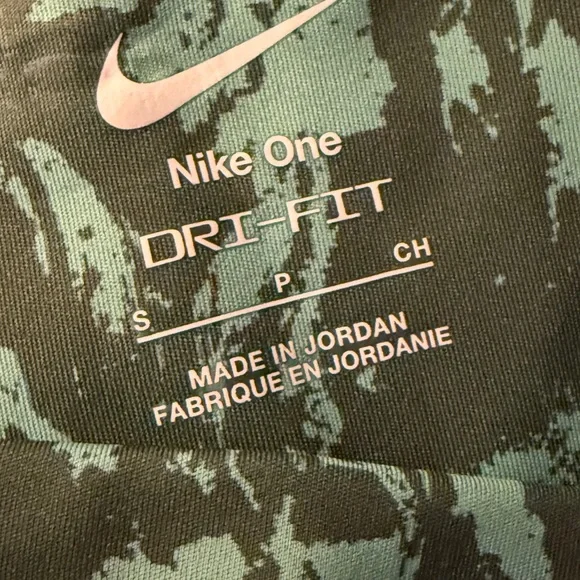 Nike One
DRI-FIT
S P CH
MADE IN JORDAN
FABRIQUE EN JORDANIE